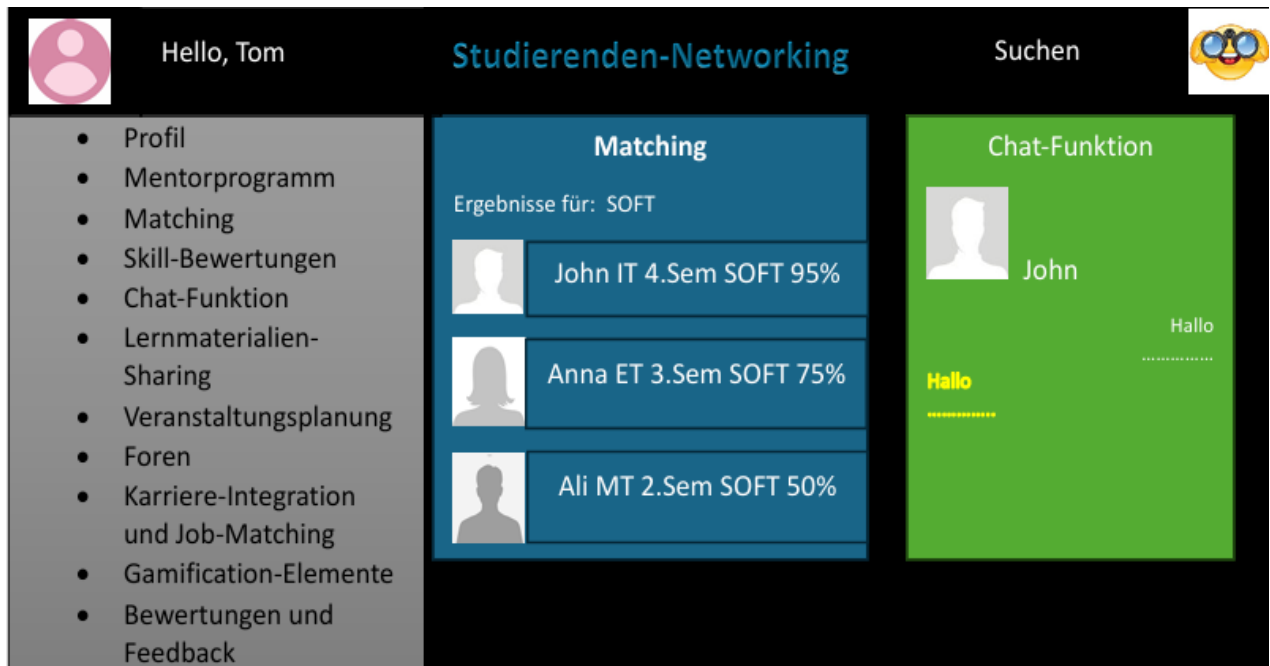 Hello, Tom
Studierenden-Networking
Suchen
• Profil
• Mentorprogramm
• Matching
• Skill-Bewertungen
• Chat-Funktion
• Lernmaterialien-
Sharing
• Veranstaltungsplanung
• Foren
• Karriere-Integration
und Job-Matching
• Gamification-Elemente
• Bewertungen und
Feedback
Matching
Ergebnisse für: SOFT
John IT 4.Sem SOFT 95%
Anna ET 3.Sem SOFT 75%
Ali MT 2.Sem SOFT 50%
Chat-Funktion
John
Hallo
...............
Hallo
..............